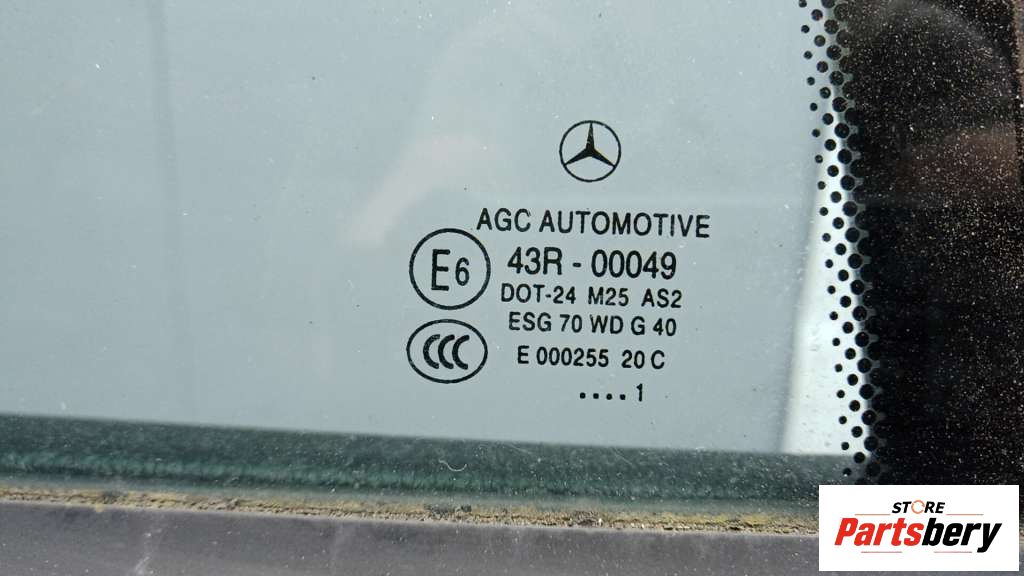 AGC AUTOMOTIVE
E6
43R - 00049
DOT-24 M25 AS2
ESG 70 WD G 40
CCC
E 000255 20 C
.... 1
STORE
Partsbery